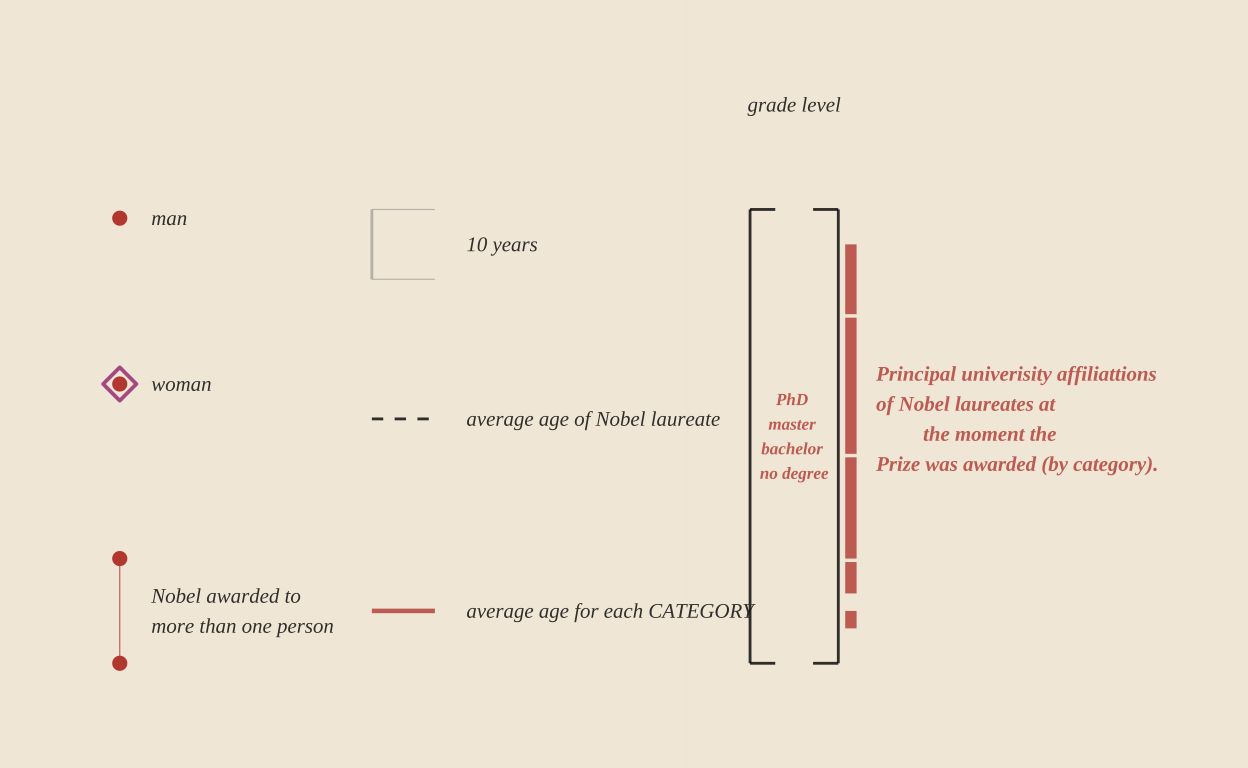 grade level
man
10 years
woman
average age of Nobel laureate
PhD
master
bachelor
no degree
Principal univerisity affiliattions
of Nobel laureates at
the moment the
Prize was awarded (by category).
Nobel awarded to
more than one person
average age for each CATEGORY